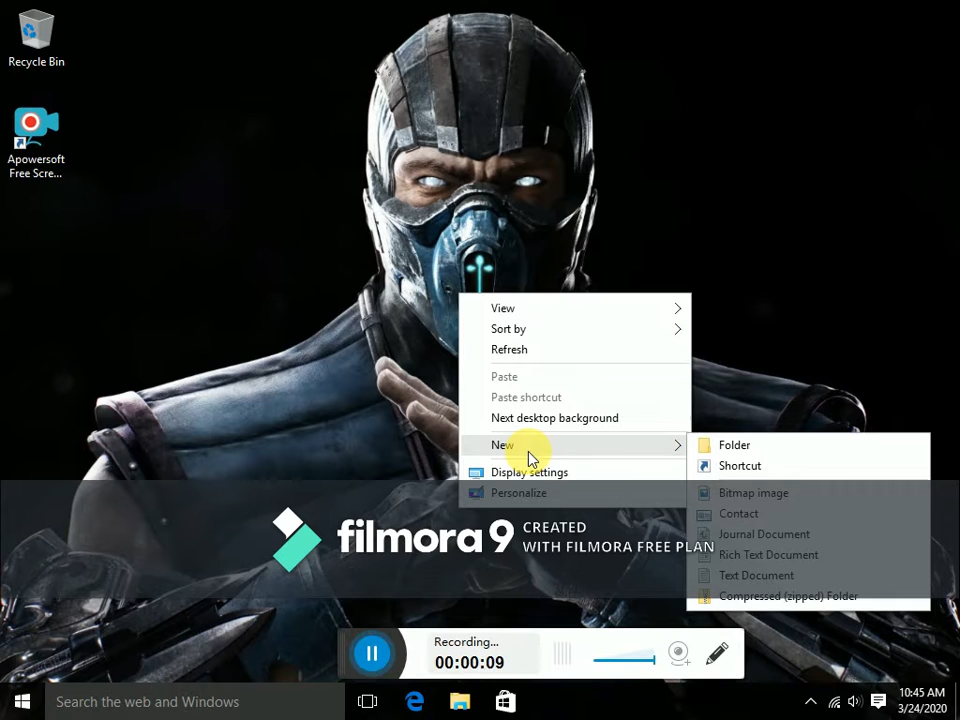 Recycle Bin
Apowersoft
Free Scre...
View
Sort by
Refresh
Paste
Paste shortcut
Next desktop background
New
Display settings
Personalize
Folder
Shortcut
Bitmap image
Contact
Journal Document
Rich Text Document
Text Document
Compressed (zipped) Folder
filmora 9
CREATED
WITH FILMORA FREE PLAN
Recording...
00:00:09
Search the web and Windows
10:45 AM
3/24/2020